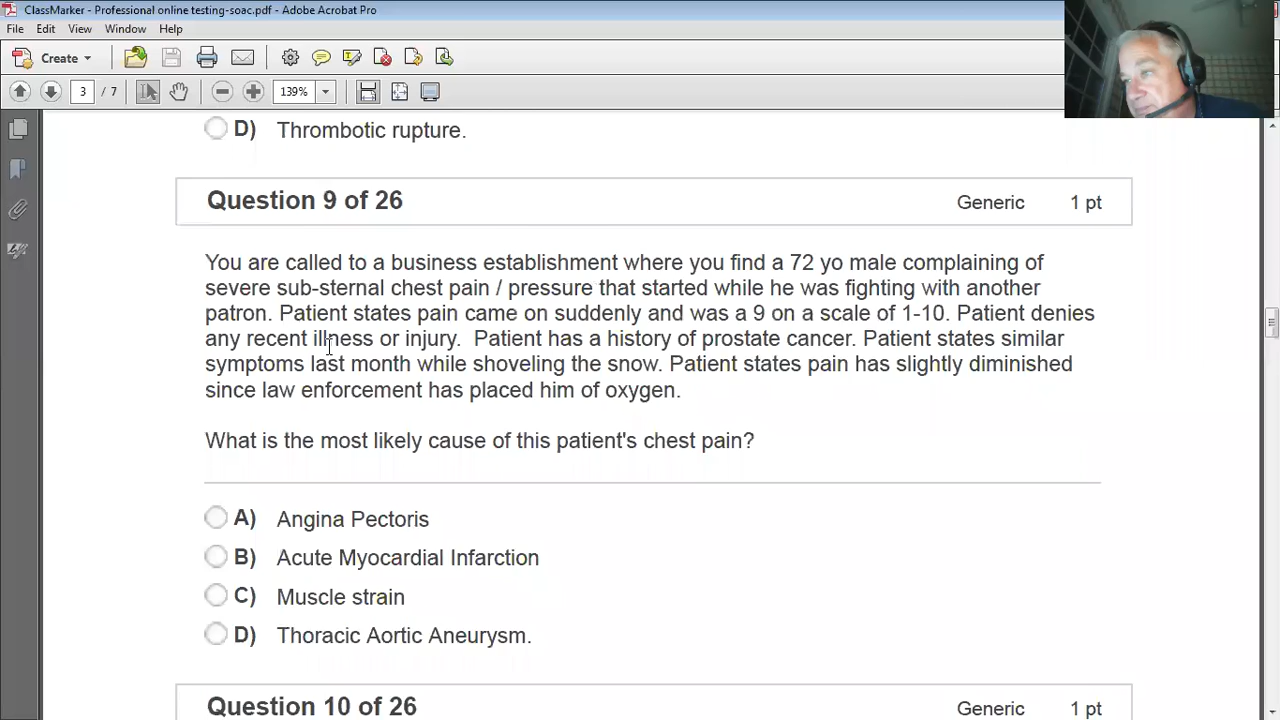 ClassMarker - Professional online testing-soac.pdf - Adobe Acrobat Pro
File Edit View Window Help
Create
3 / 7 139%
D) Thrombotic rupture.
Question 9 of 26 Generic 1 pt
You are called to a business establishment where you find a 72 yo male complaining of
severe sub-sternal chest pain / pressure that started while he was fighting with another
patron. Patient states pain came on suddenly and was a 9 on a scale of 1-10. Patient denies
any recent illness or injury. Patient has a history of prostate cancer. Patient states similar
symptoms last month while shoveling the snow. Patient states pain has slightly diminished
since law enforcement has placed him of oxygen.
What is the most likely cause of this patient's chest pain?
A) Angina Pectoris
B) Acute Myocardial Infarction
C) Muscle strain
D) Thoracic Aortic Aneurysm.
Question 10 of 26 Generic 1 pt